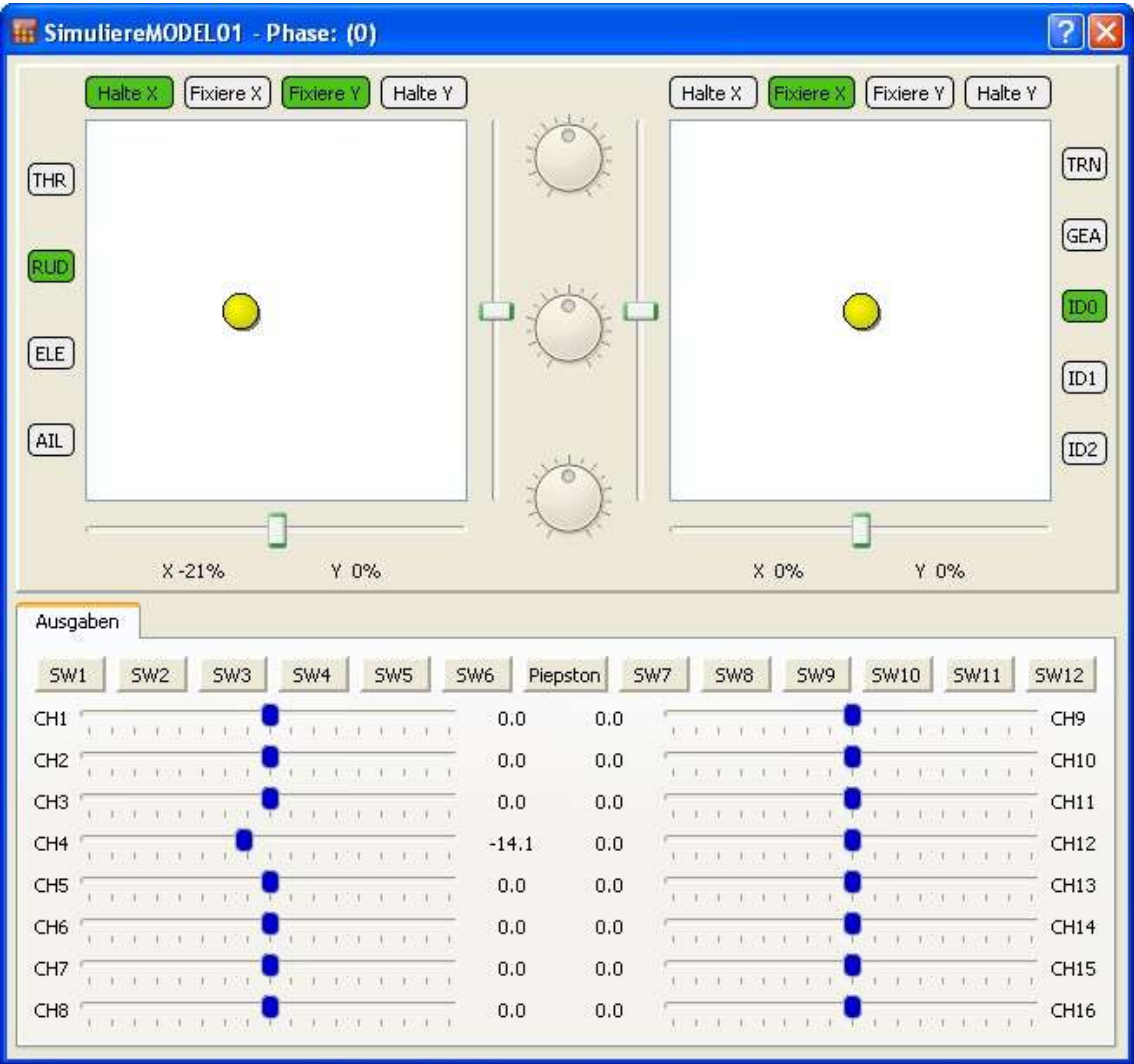 SimuliereMODEL01 - Phase: (0)
Halte X Fixiere X Fixiere Y Halte Y Halte X Fixiere X Fixiere Y Halte Y
THR
RUD
ELE
AIL
TRN
GEA
ID0
ID1
ID2
X -21% Y 0% X 0% Y 0%
Ausgaben
SW1 SW2 SW3 SW4 SW5 SW6 Piepston SW7 SW8 SW9 SW10 SW11 SW12
CH1 0.0 0.0 CH9
CH2 0.0 0.0 CH10
CH3 0.0 0.0 CH11
CH4 -14.1 0.0 CH12
CH5 0.0 0.0 CH13
CH6 0.0 0.0 CH14
CH7 0.0 0.0 CH15
CH8 0.0 0.0 CH16